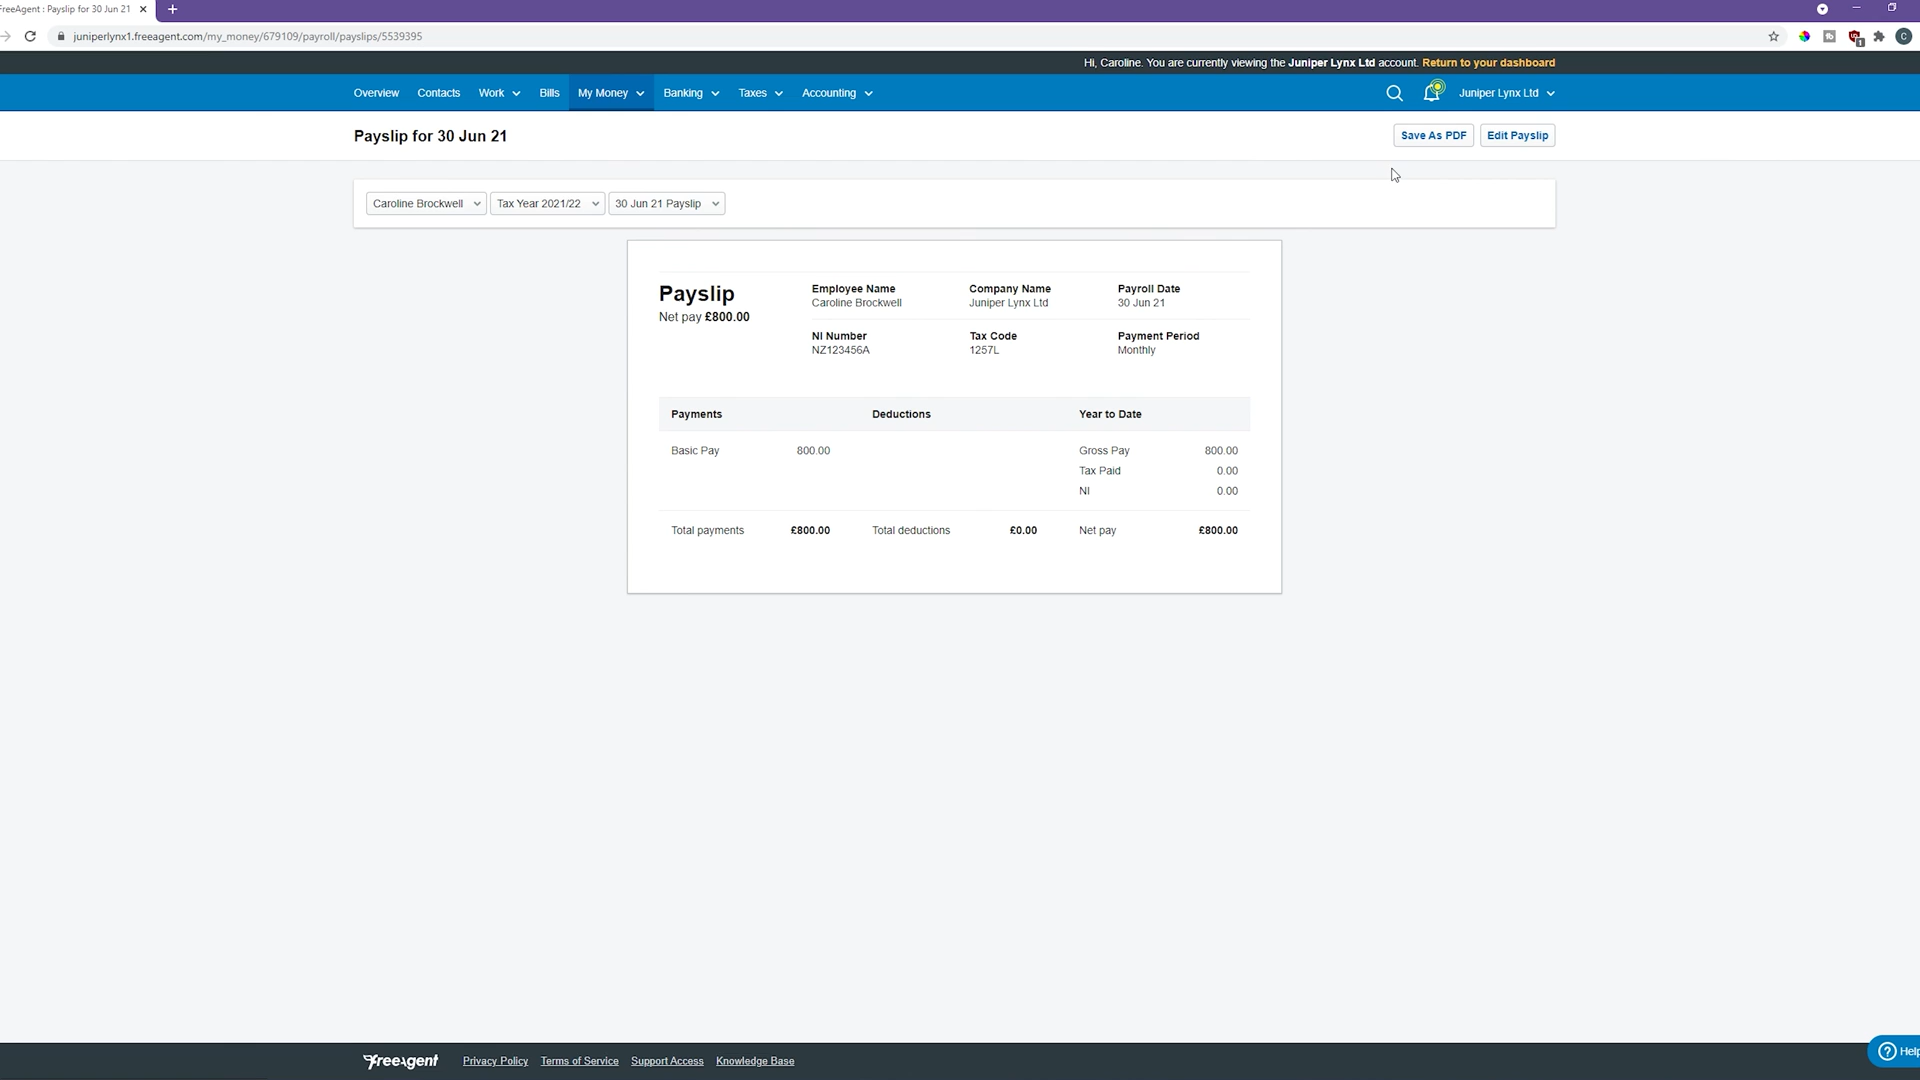 FreeAgent : Payslip for 30 Jun 21
juniperlynx1.freeagent.com/my_money/679109/payroll/payslips/5539395
Hi, Caroline. You are currently viewing the Juniper Lynx Ltd account. Return to your dashboard
Overview Contacts Work Bills My Money Banking Taxes Accounting Juniper Lynx Ltd
Payslip for 30 Jun 21 Save As PDF Edit Payslip
Caroline Brockwell Tax Year 2021/22 30 Jun 21 Payslip
Payslip
Net pay £800.00
Employee Name Company Name Payroll Date
Caroline Brockwell Juniper Lynx Ltd 30 Jun 21
NI Number Tax Code Payment Period
NZ123456A 1257L Monthly
Payments Deductions Year to Date
Basic Pay 800.00 Gross Pay 800.00
Tax Paid 0.00
NI 0.00
Total payments £800.00 Total deductions £0.00 Net pay £800.00
FreeAgent Privacy Policy Terms of Service Support Access Knowledge Base
Help